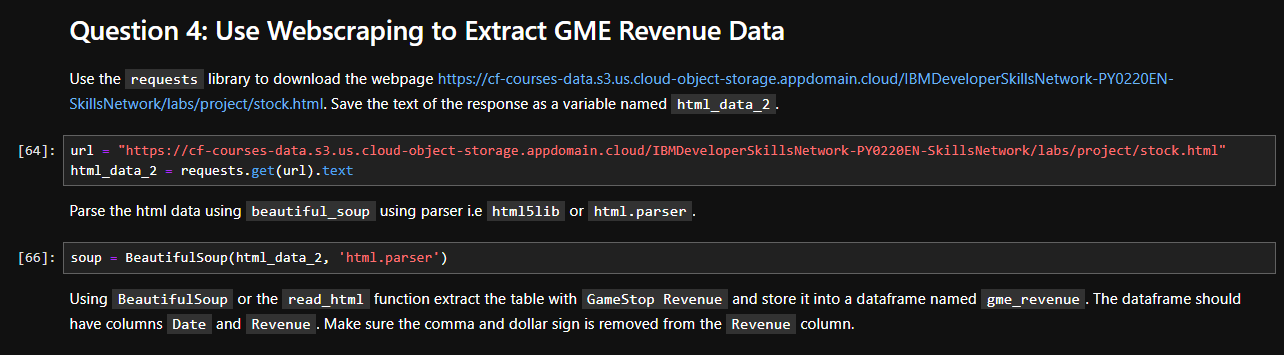 Question 4: Use Webscraping to Extract GME Revenue Data
Use the requests library to download the webpage https://cf-courses-data.s3.us.cloud-object-storage.appdomain.cloud/IBMDeveloperSkillsNetwork-PY0220EN-
SkillsNetwork/labs/project/stock.html. Save the text of the response as a variable named html_data_2.
[64]: url = "https://cf-courses-data.s3.us.cloud-object-storage.appdomain.cloud/IBMDeveloperSkillsNetwork-PY0220EN-SkillsNetwork/labs/project/stock.html"
html_data_2 = requests.get(url).text
Parse the html data using beautiful_soup using parser i.e html5lib or html.parser.
[66]: soup = BeautifulSoup(html_data_2, 'html.parser')
Using BeautifulSoup or the read_html function extract the table with GameStop Revenue and store it into a dataframe named gme_revenue. The dataframe should
have columns Date and Revenue. Make sure the comma and dollar sign is removed from the Revenue column.